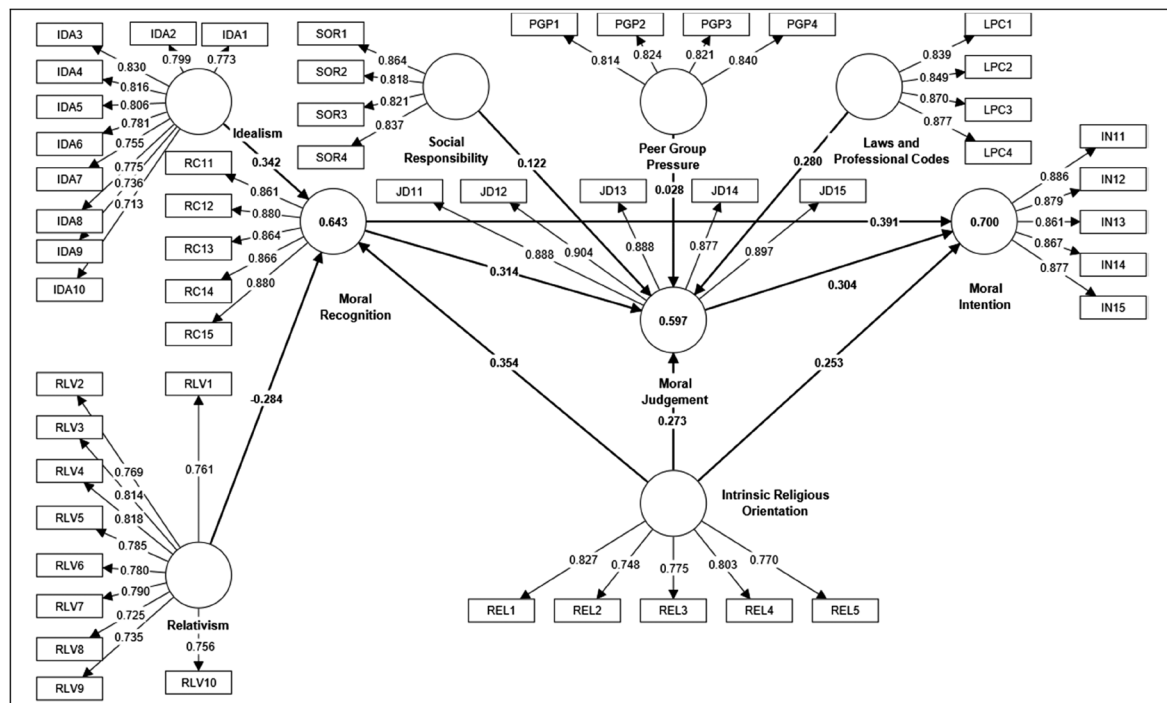 IDA3
IDA2
IDA1
0.830
0.799
0.773
IDA4
0.816
IDA5
0.806
IDA6
0.781
IDA7
0.755
IDA8
0.775
IDA9
0.736
IDA10
0.713
Idealism
0.342
SOR1
0.864
SOR2
0.818
SOR3
0.821
SOR4
0.837
Social
Responsibility
0.122
PGP1
PGP2
PGP3
PGP4
0.814
0.824
0.821
0.840
Peer Group
Pressure
0.028
LPC1
0.839
LPC2
0.849
LPC3
0.870
LPC4
0.877
Laws and
Professional Codes
0.280
RC11
0.861
RC12
0.880
RC13
0.864
RC14
0.866
RC15
0.880
0.643
Moral
Recognition
0.391
0.314
JD11
JD12
JD13
JD14
JD15
0.888
0.904
0.888
0.877
0.897
0.597
Moral
Judgement
0.304
0.700
Moral
Intention
IN11
0.886
IN12
0.879
IN13
0.861
IN14
0.867
IN15
0.877
0.354
0.273
0.253
-0.284
RLV2
RLV1
RLV3
RLV4
RLV5
RLV6
RLV7
RLV8
RLV9
RLV10
0.769
0.761
0.814
0.818
0.785
0.780
0.790
0.725
0.735
0.756
Relativism
Intrinsic Religious
Orientation
0.827
0.748
0.775
0.803
0.770
REL1
REL2
REL3
REL4
REL5